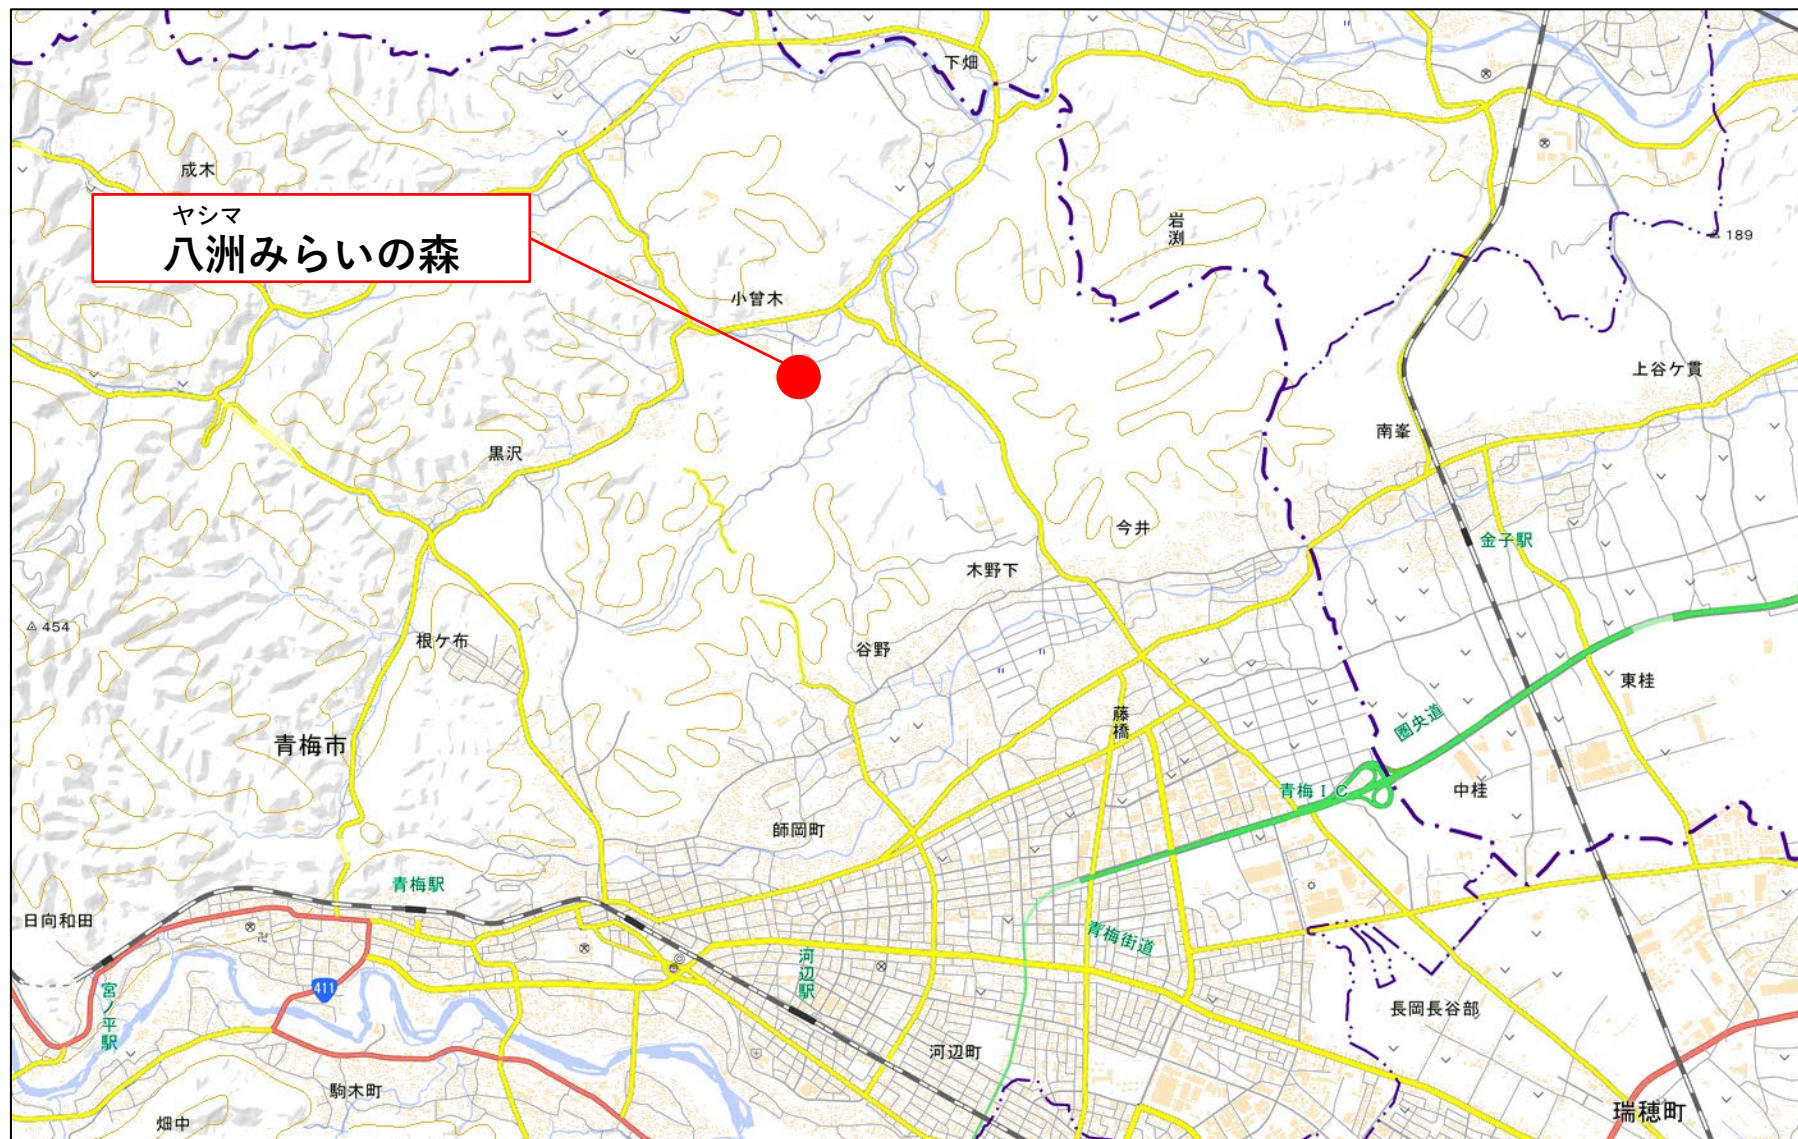 下畑
成木
ヤシマ
八洲みらいの森
岩渕
189
小曾木
上谷ケ貫
南峯
黒沢
今井
金子駅
木野下
454
根ケ布
谷野
東桂
藤橋
圏央道
青梅市
青梅IC
中桂
師岡町
青梅駅
日向和田
青梅街道
河辺駅
411
宮ノ平駅
長岡長谷部
河辺町
駒木町
瑞穂町
畑中